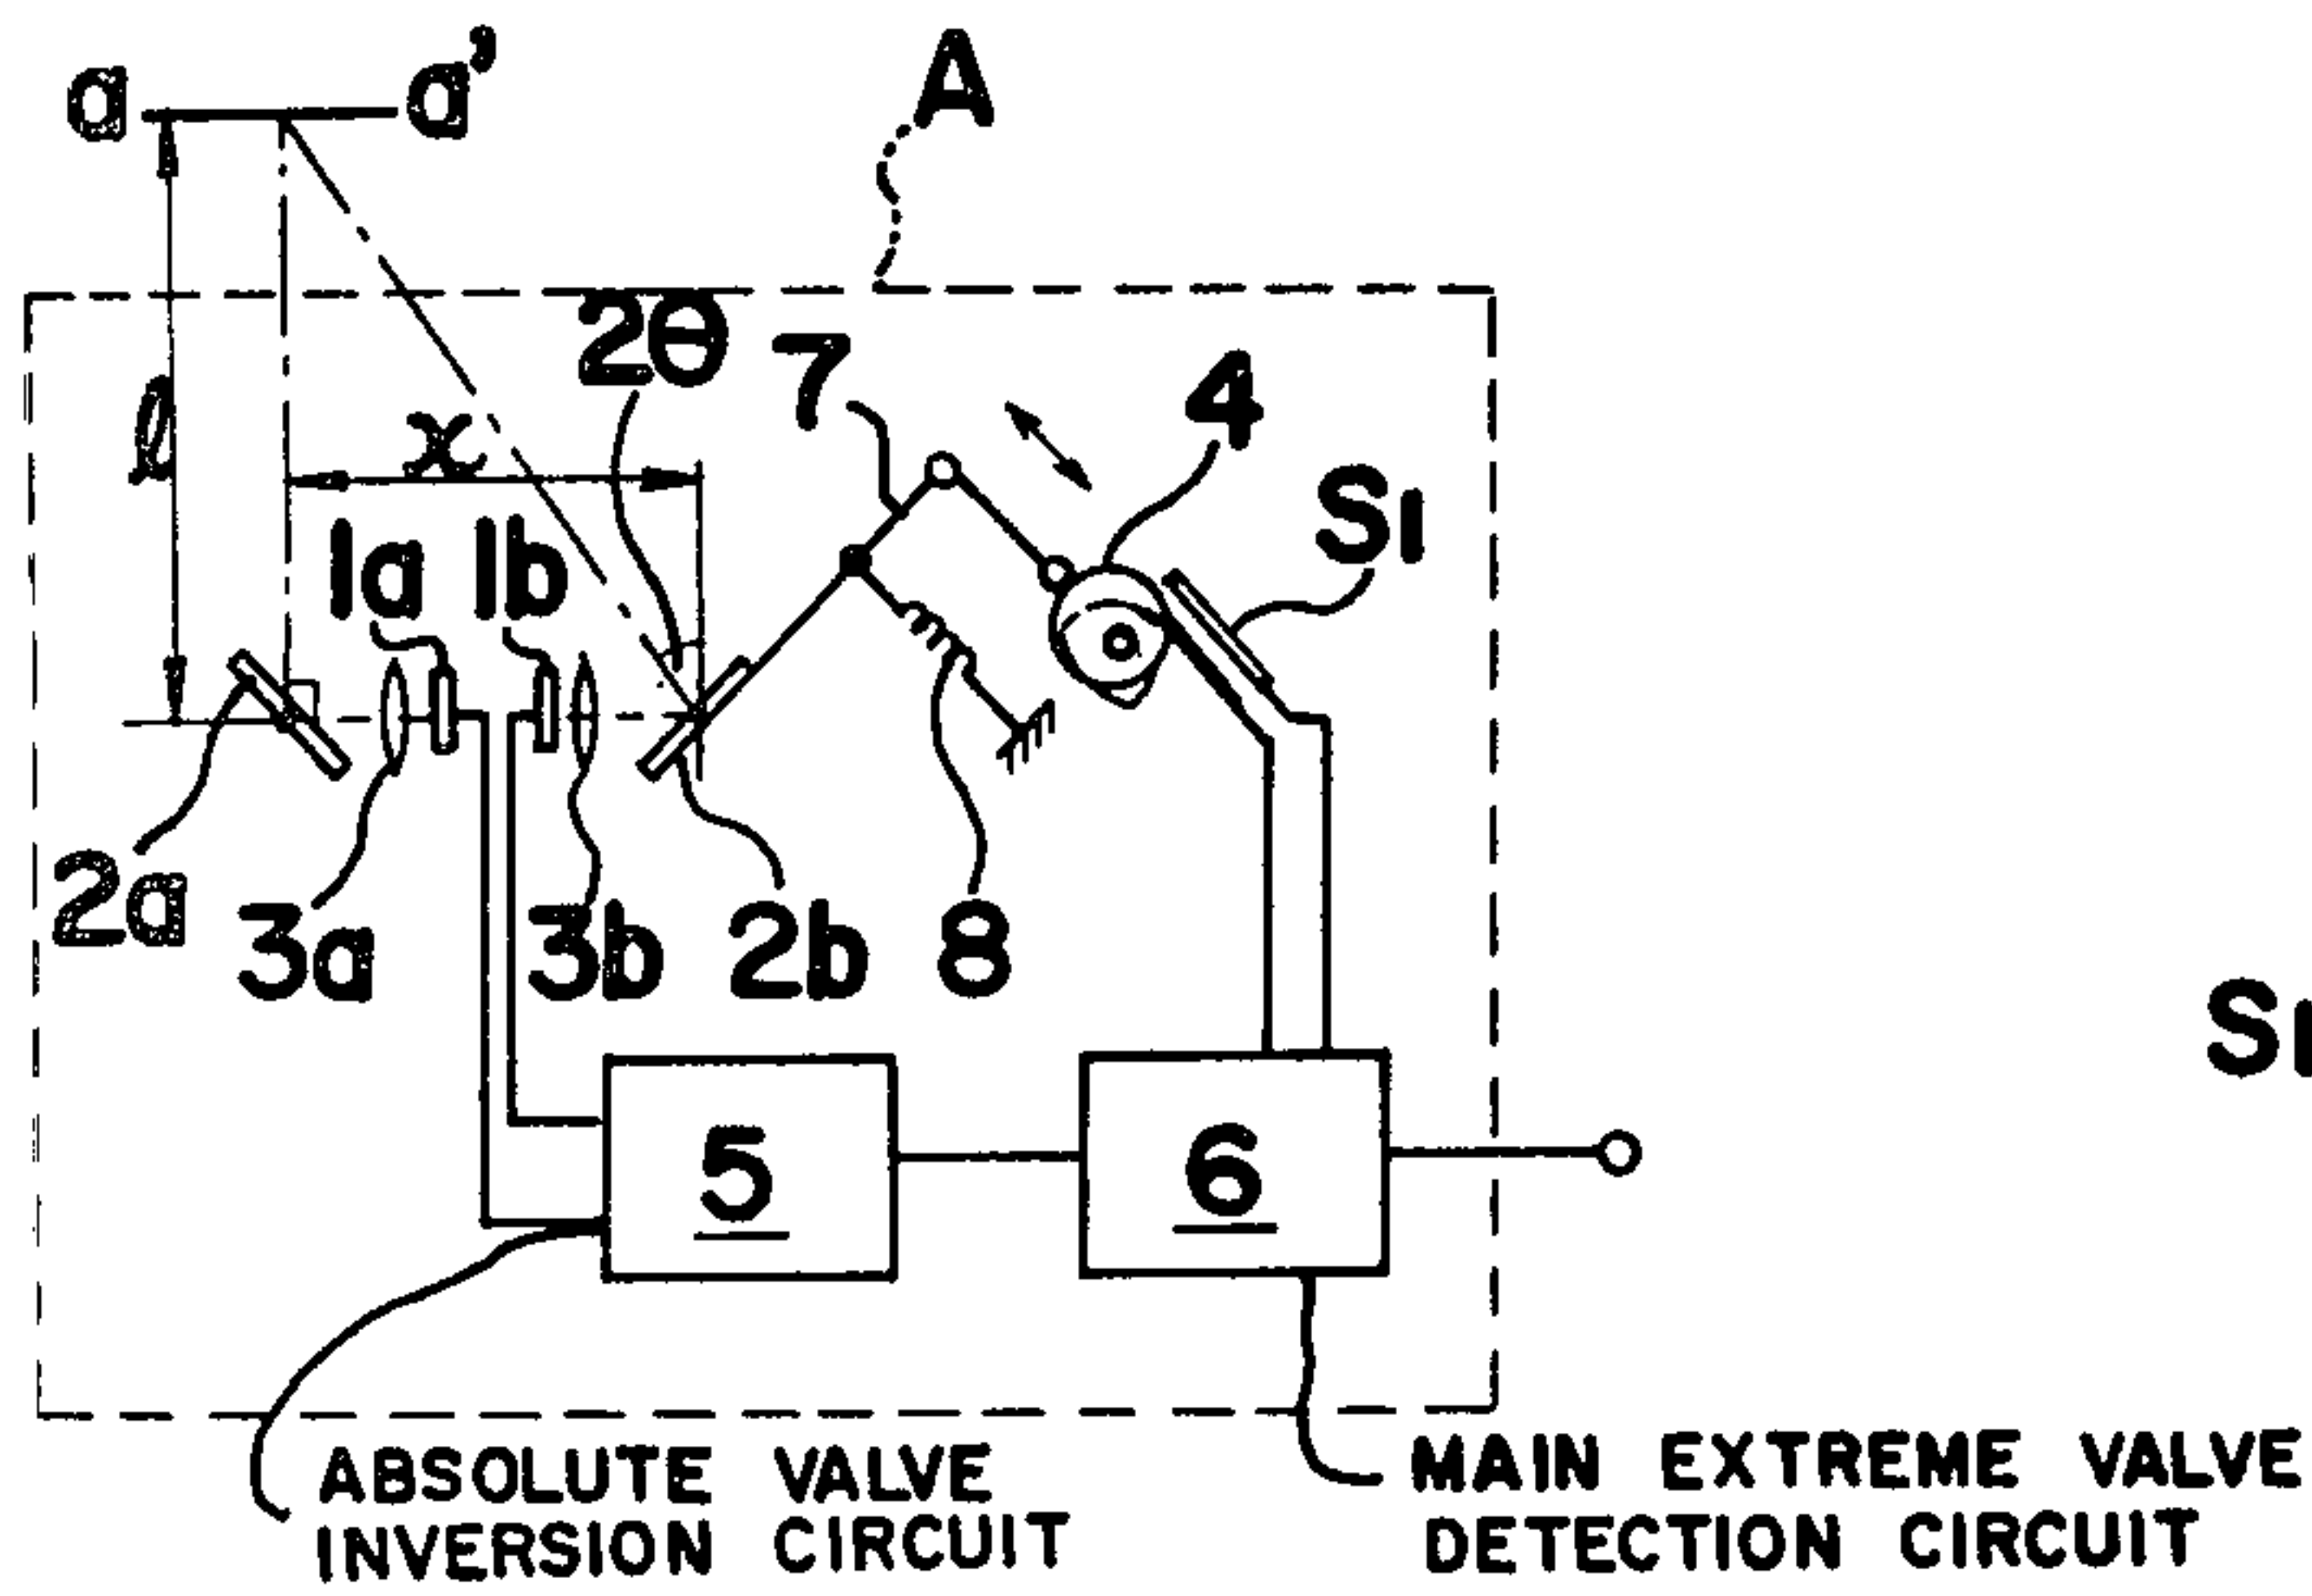 a a’ A
2θ 7 4
l x S1
1a 1b
2a 3a 3b 2b 8
S1
5 6
ABSOLUTE VALVE
INVERSION CIRCUIT
MAIN EXTREME VALVE
DETECTION CIRCUIT